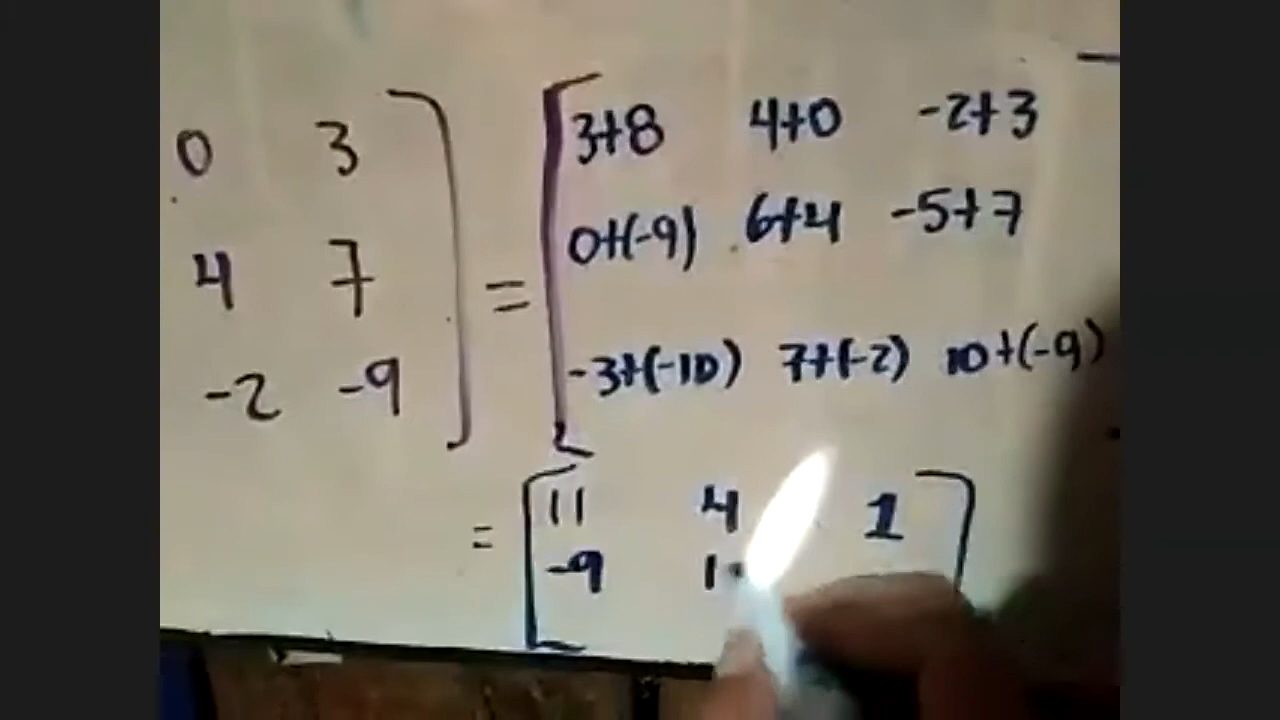 0 3
4 7
-2 -9
=
3+8 4+0 -2+3
0+(-9) 6+4 -5+7
-3+(-10) 7+(-2) 10+(-9)
= 11 4 1
-9